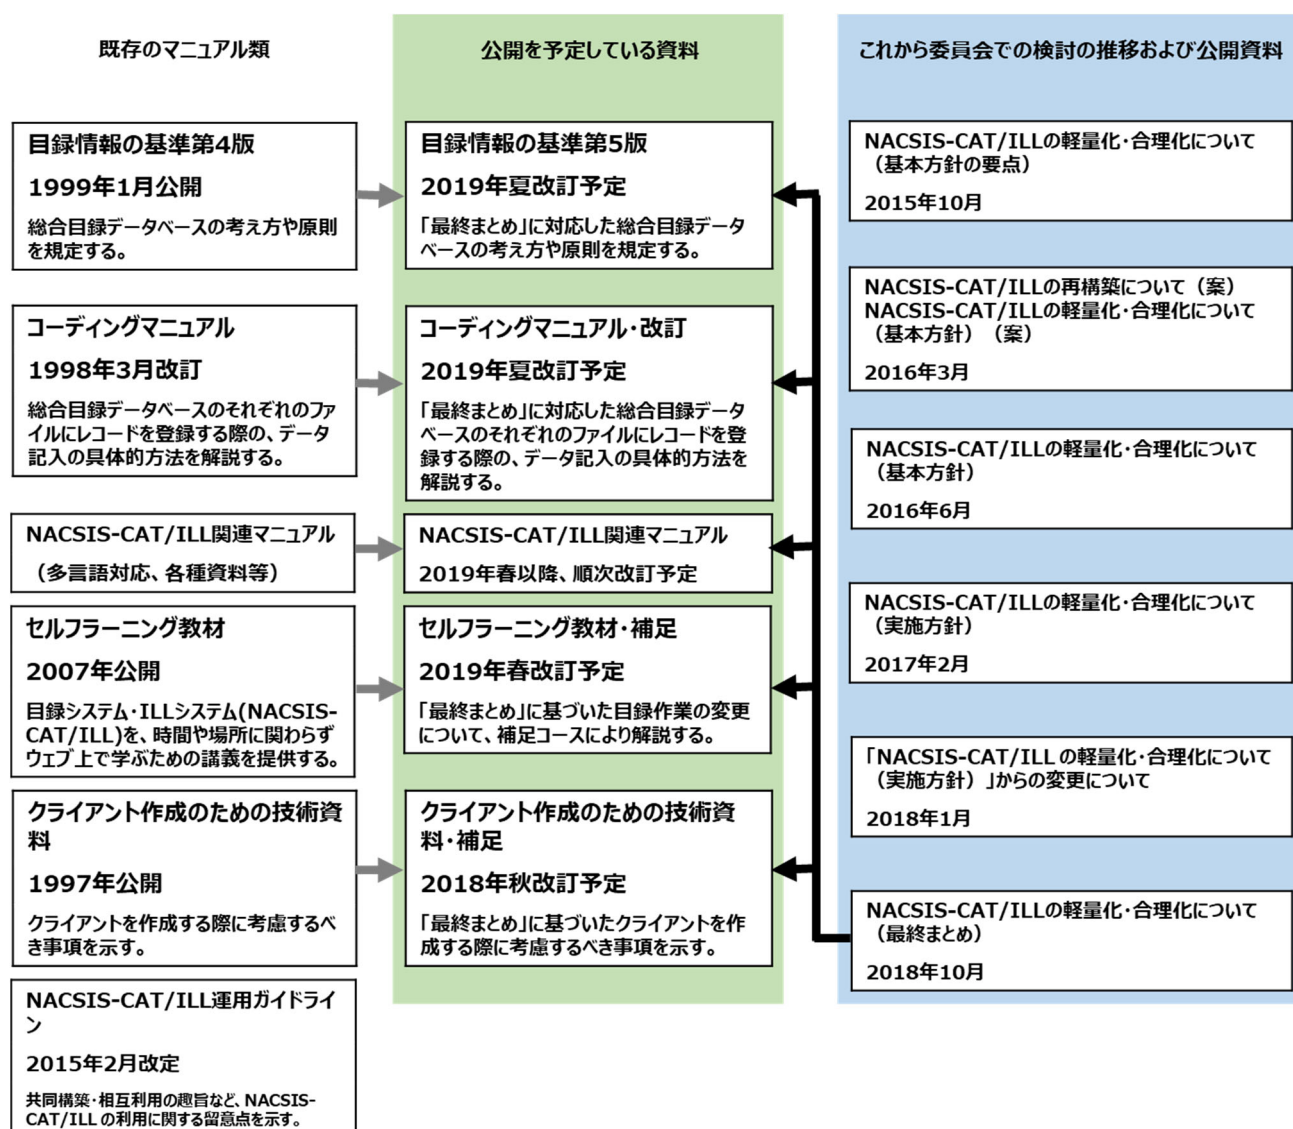 既存のマニュアル類
目録情報の基準第4版
1999年1月公開
総合目録データベースの考え方や原則
を規定する。
コーディングマニュアル
1998年3月改訂
総合目録データベースのそれぞれのファ
イルにレコードを登録する際の、データ
記入の具体的方法を解説する。
NACSIS-CAT/ILL関連マニュアル
（多言語対応、各種資料等）
セルフラーニング教材
2007年公開
目録システム・ILLシステム(NACSIS-
CAT/ILL)を、時間や場所に関わらず
ウェブ上で学ぶための講義を提供する。
クライアント作成のための技術資
料
1997年公開
クライアントを作成する際に考慮するべ
き事項を示す。
NACSIS-CAT/ILL運用ガイドライ
ン
2015年2月改定
共同構築・相互利用の趣旨など、NACSIS-
CAT/ILL の利用に関する留意点を示す。
公開を予定している資料
目録情報の基準第5版
2019年夏改訂予定
「最終まとめ」に対応した総合目録データ
ベースの考え方や原則を規定する。
コーディングマニュアル・改訂
2019年夏改訂予定
「最終まとめ」に対応した総合目録データ
ベースのそれぞれのファイルにレコードを登
録する際の、データ記入の具体的方法を
解説する。
NACSIS-CAT/ILL関連マニュアル
2019年春以降、順次改訂予定
セルフラーニング教材・補足
2019年春改訂予定
「最終まとめ」に基づいた目録作業の変更
について、補足コースにより解説する。
クライアント作成のための技術資
料・補足
2018年秋改訂予定
「最終まとめ」に基づいたクライアントを作
成する際に考慮するべき事項を示す。
これから委員会での検討の推移および公開資料
NACSIS-CAT/ILLの軽量化・合理化について
（基本方針の要点）
2015年10月
NACSIS-CAT/ILLの再構築について（案）
NACSIS-CAT/ILLの軽量化・合理化について
（基本方針）（案）
2016年3月
NACSIS-CAT/ILLの軽量化・合理化について
（基本方針）
2016年6月
NACSIS-CAT/ILLの軽量化・合理化について
（実施方針）
2017年2月
「NACSIS-CAT/ILL の軽量化・合理化について
（実施方針）」からの変更について
2018年1月
NACSIS-CAT/ILLの軽量化・合理化について
（最終まとめ）
2018年10月